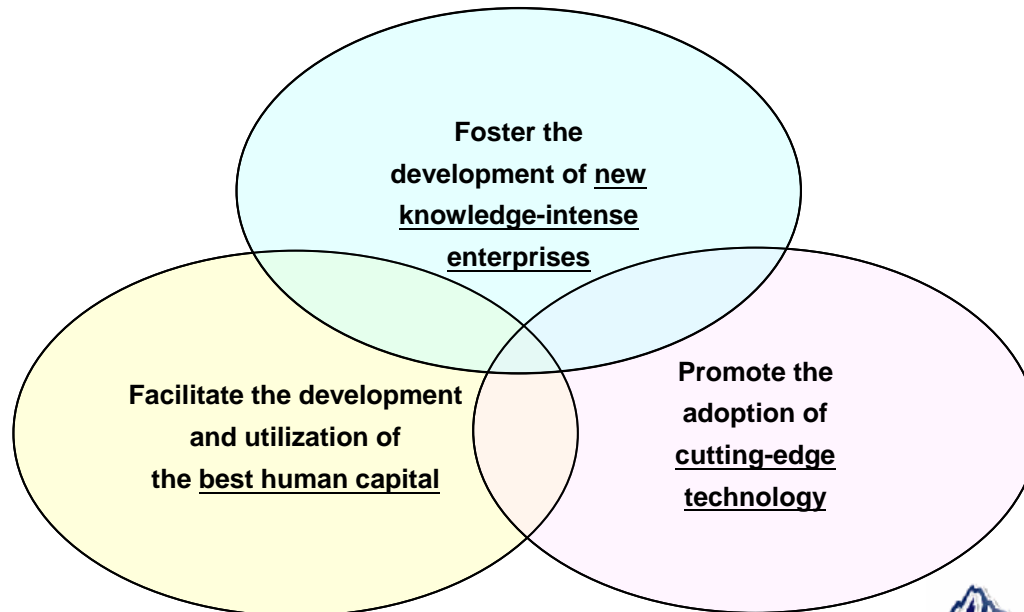 Foster the
development of new
knowledge-intense
enterprises
Facilitate the development
and utilization of
the best human capital
Promote the
adoption of
cutting-edge
technology